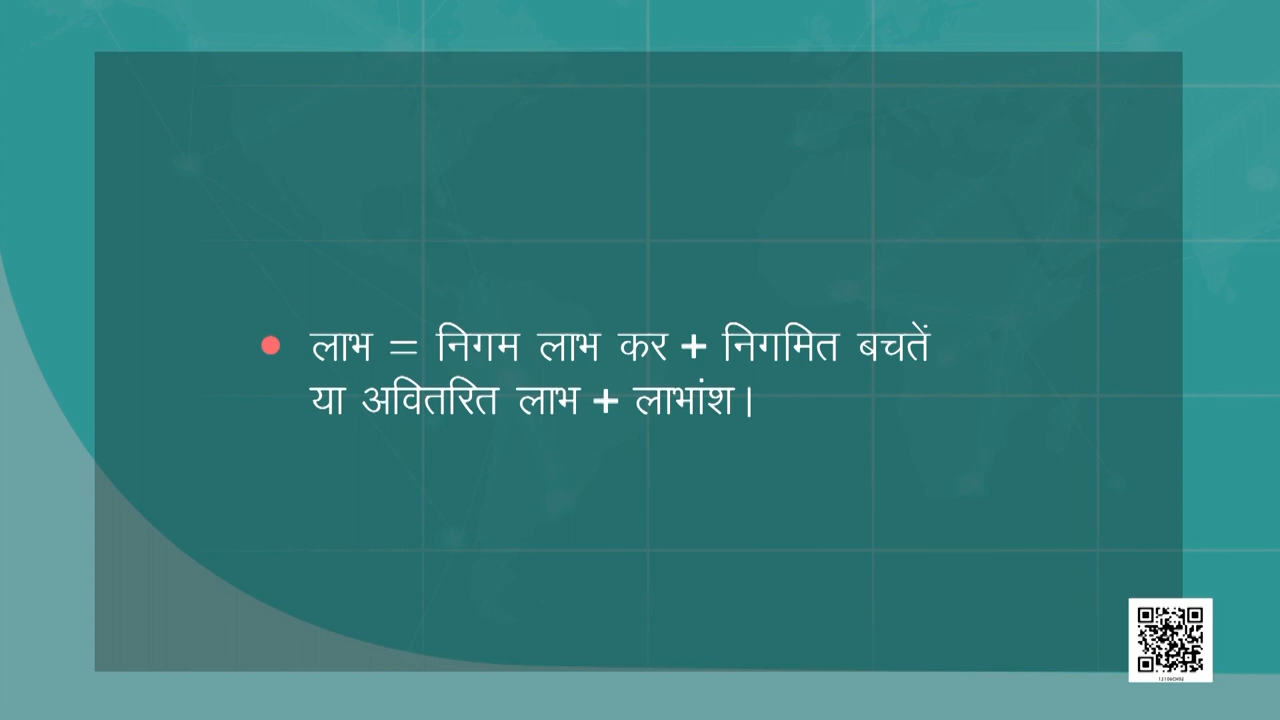 लाभ = निगम लाभ कर + निगमित बचतें
या अवितरित लाभ + लाभांश।